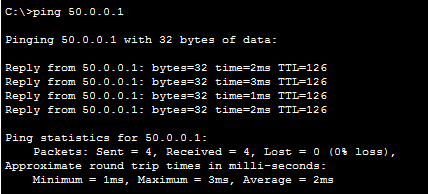 C:\>ping 50.0.0.1
Pinging 50.0.0.1 with 32 bytes of data:
Reply from 50.0.0.1: bytes=32 time=2ms TTL=126
Reply from 50.0.0.1: bytes=32 time=3ms TTL=126
Reply from 50.0.0.1: bytes=32 time=1ms TTL=126
Reply from 50.0.0.1: bytes=32 time=2ms TTL=126
Ping statistics for 50.0.0.1:
    Packets: Sent = 4, Received = 4, Lost = 0 (0% loss),
Approximate round trip times in milli-seconds:
    Minimum = 1ms, Maximum = 3ms, Average = 2ms